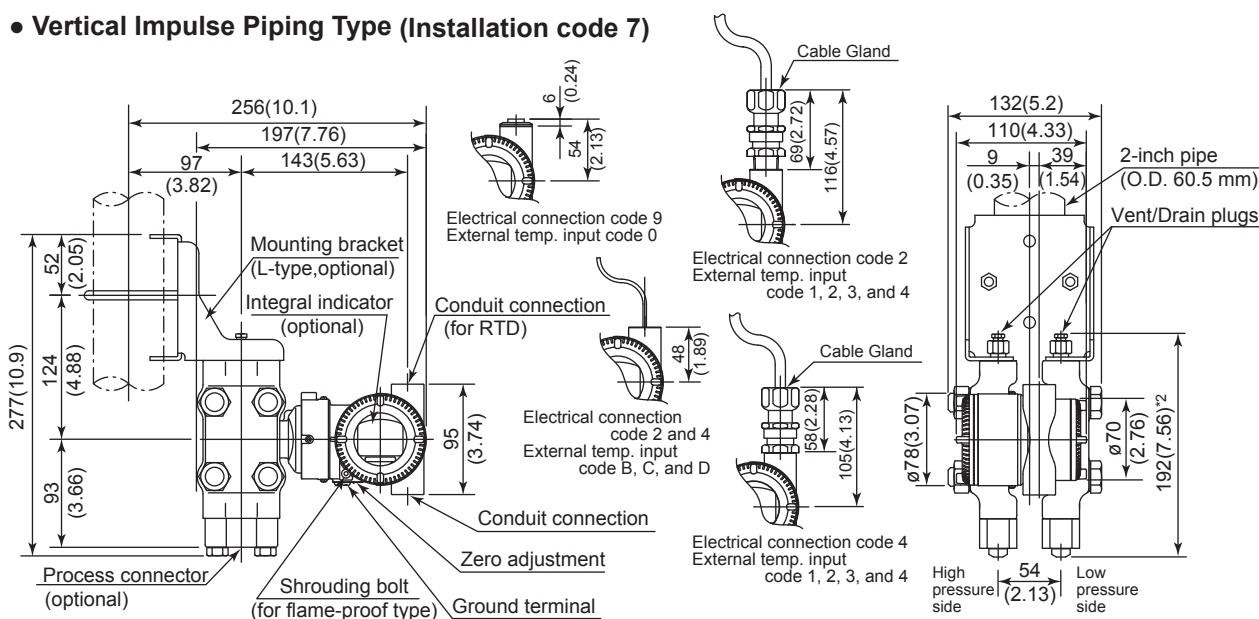 ● Vertical Impulse Piping Type (Installation code 7)
256(10.1)
197(7.76)
97
(3.82)
143(5.63)
277(10.9)
52
(2.05)
124
(4.88)
93
(3.66)
Mounting bracket
(L-type,optional)
Integral indicator
(optional)
Conduit connection
(for RTD)
95
(3.74)
Conduit connection
Zero adjustment
Ground terminal
Shrouding bolt
(for flame-proof type)
Process connector
(optional)
6
(0.24)
54
(2.13)
Electrical connection code 9
External temp. input code 0
48
(1.89)
Electrical connection
code 2 and 4
External temp. input
code B, C, and D
Cable Gland
69(2.72)
116(4.57)
Electrical connection code 2
External temp. input
code 1, 2, 3, and 4
Cable Gland
58(2.28)
105(4.13)
Electrical connection code 4
External temp. input
code 1, 2, 3, and 4
132(5.2)
110(4.33)
9
(0.35)
39
(1.54)
2-inch pipe
(O.D. 60.5 mm)
Vent/Drain plugs
ø78(3.07)
ø70
(2.76)
192(7.56)*2
High
pressure
side
54
(2.13)
Low
pressure
side